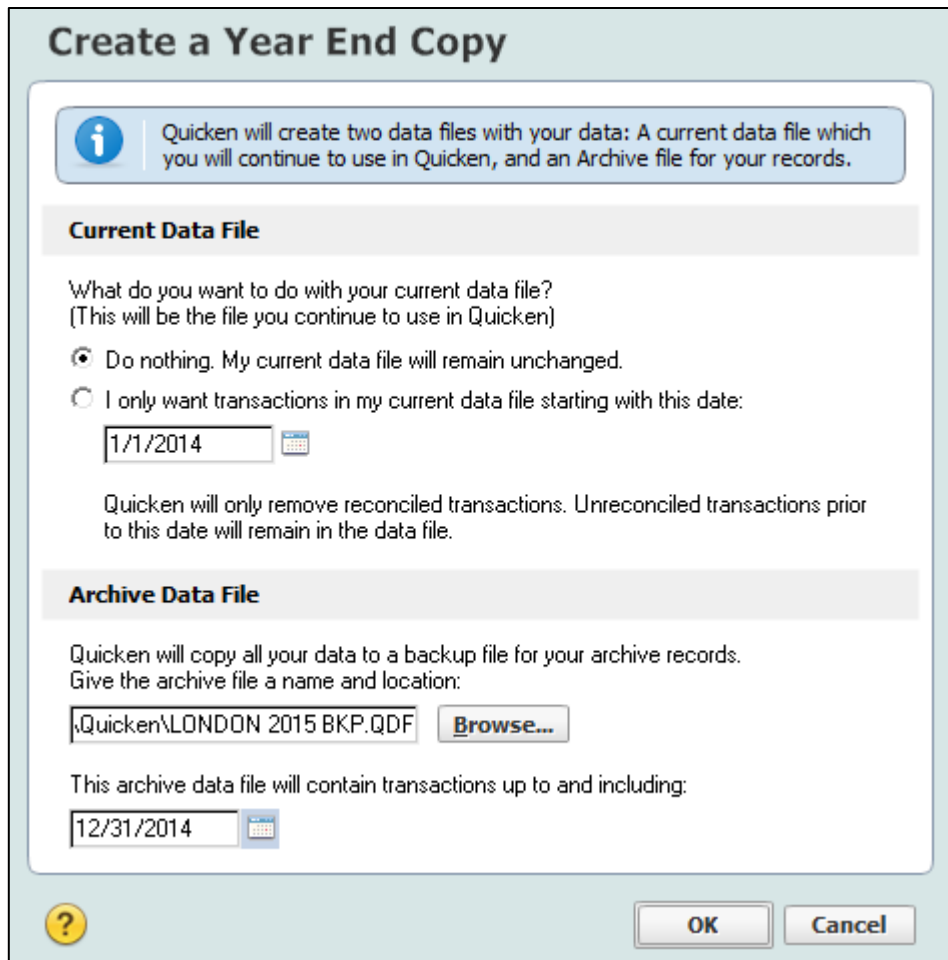 Create a Year End Copy
Quicken will create two data files with your data: A current data file which
you will continue to use in Quicken, and an Archive file for your records.
Current Data File
What do you want to do with your current data file?
(This will be the file you continue to use in Quicken)
Do nothing. My current data file will remain unchanged.
I only want transactions in my current data file starting with this date:
1/1/2014
Quicken will only remove reconciled transactions. Unreconciled transactions prior
to this date will remain in the data file.
Archive Data File
Quicken will copy all your data to a backup file for your archive records.
Give the archive file a name and location:
\Quicken\LONDON 2015 BKP.QDF
Browse...
This archive data file will contain transactions up to and including:
12/31/2014
?
OK
Cancel